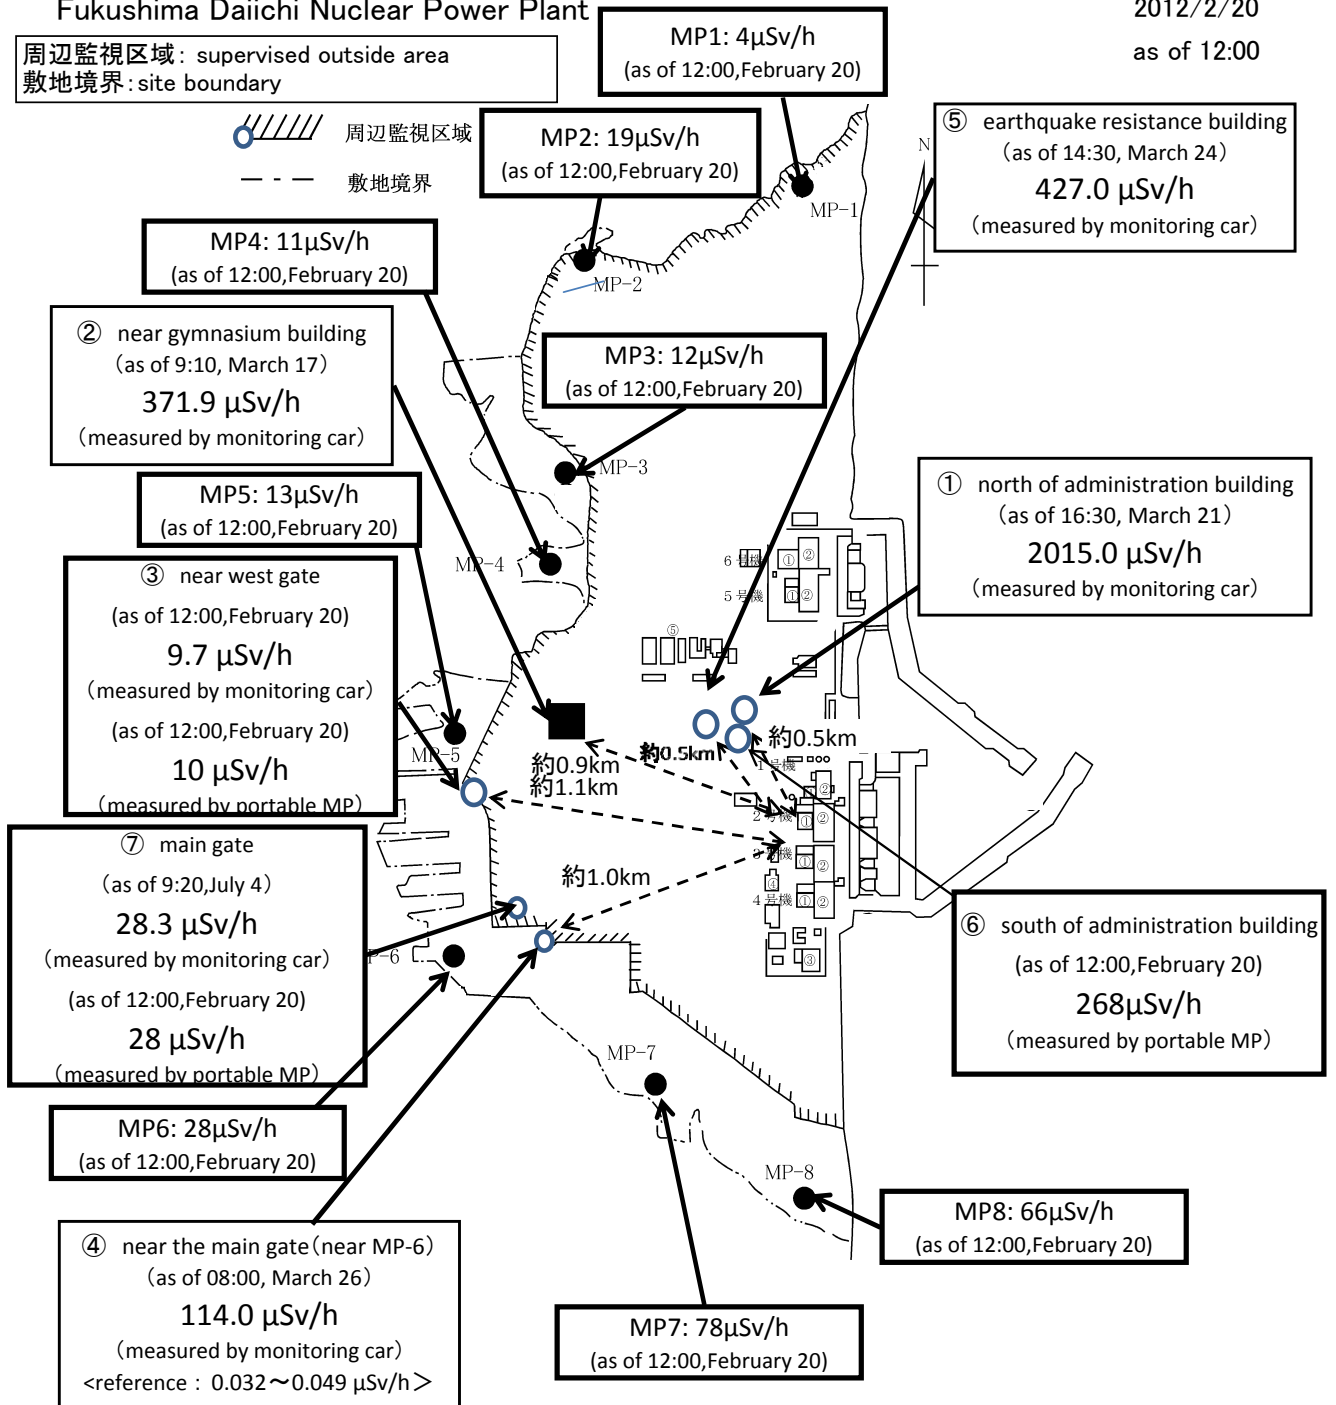 Fukushima Daiichi Nuclear Power Plant
2012/2/20
as of 12:00
周辺監視区域: supervised outside area
敷地境界:site boundary
周辺監視区域
敷地境界
MP1: 4μSv/h
(as of 12:00,February 20)
MP2: 19μSv/h
(as of 12:00,February 20)
⑤ earthquake resistance building
(as of 14:30, March 24)
427.0 μSv/h
(measured by monitoring car)
N
MP-1
MP4: 11μSv/h
(as of 12:00,February 20)
MP-2
② near gymnasium building
(as of 9:10, March 17)
371.9 μSv/h
(measured by monitoring car)
MP3: 12μSv/h
(as of 12:00,February 20)
MP-3
MP5: 13μSv/h
(as of 12:00,February 20)
① north of administration building
(as of 16:30, March 21)
2015.0 μSv/h
(measured by monitoring car)
MP-4
6号機
① ②
5号機
① ②
③ near west gate
(as of 12:00,February 20)
9.7 μSv/h
(measured by monitoring car)
(as of 12:00,February 20)
10 μSv/h
(measured by portable MP)
⑤
MP-5
約0.9km
約1.1km
約0.5km
約0.5km
1号機
②
2号機
① ②
3号機
① ②
④
4号機
① ②
③
約1.0km
⑦ main gate
(as of 9:20,July 4)
28.3 μSv/h
(measured by monitoring car)
(as of 12:00,February 20)
28 μSv/h
(measured by portable MP)
P-6
⑥ south of administration building
(as of 12:00,February 20)
268μSv/h
(measured by portable MP)
MP-7
MP6: 28μSv/h
(as of 12:00,February 20)
MP-8
MP8: 66μSv/h
(as of 12:00,February 20)
④ near the main gate(near MP-6)
(as of 08:00, March 26)
114.0 μSv/h
(measured by monitoring car)
<reference : 0.032～0.049 μSv/h>
MP7: 78μSv/h
(as of 12:00,February 20)